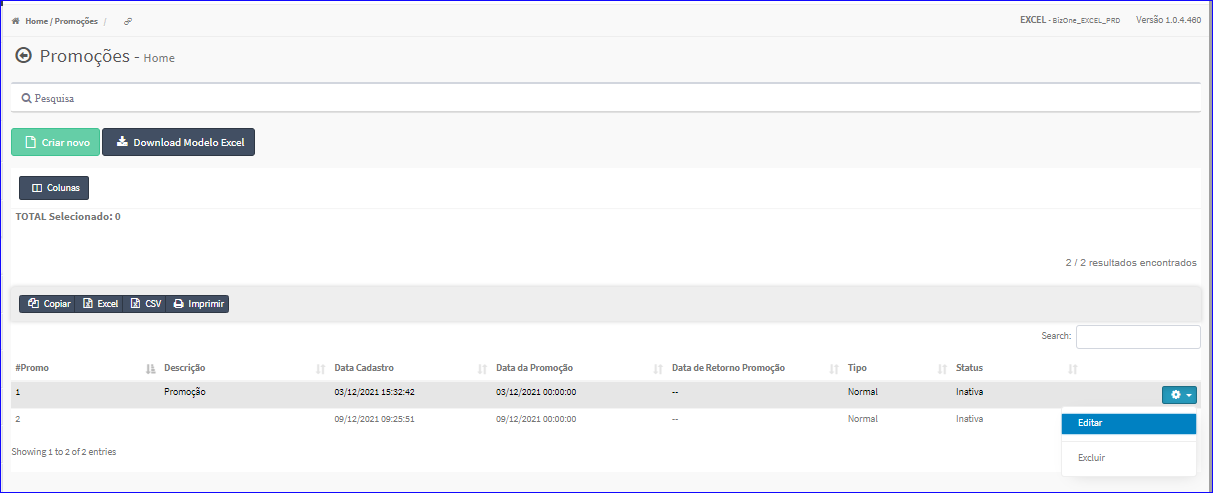 Home / Promoções /
EXCEL - BizOne_EXCEL_PRD Versão 1.0.4.460
Promoções - Home
Pesquisa
Criar novo Download Modelo Excel
Colunas
TOTAL Selecionado: 0
2 / 2 resultados encontrados
Copiar Excel CSV Imprimir
Search:
#Promo Descrição Data Cadastro Data da Promoção Data de Retorno Promoção Tipo Status
1 Promoção 03/12/2021 15:32:42 03/12/2021 00:00:00 -- Normal Inativa
2 09/12/2021 09:25:51 09/12/2021 00:00:00 -- Normal Inativa
Editar
Showing 1 to 2 of 2 entries
Excluir